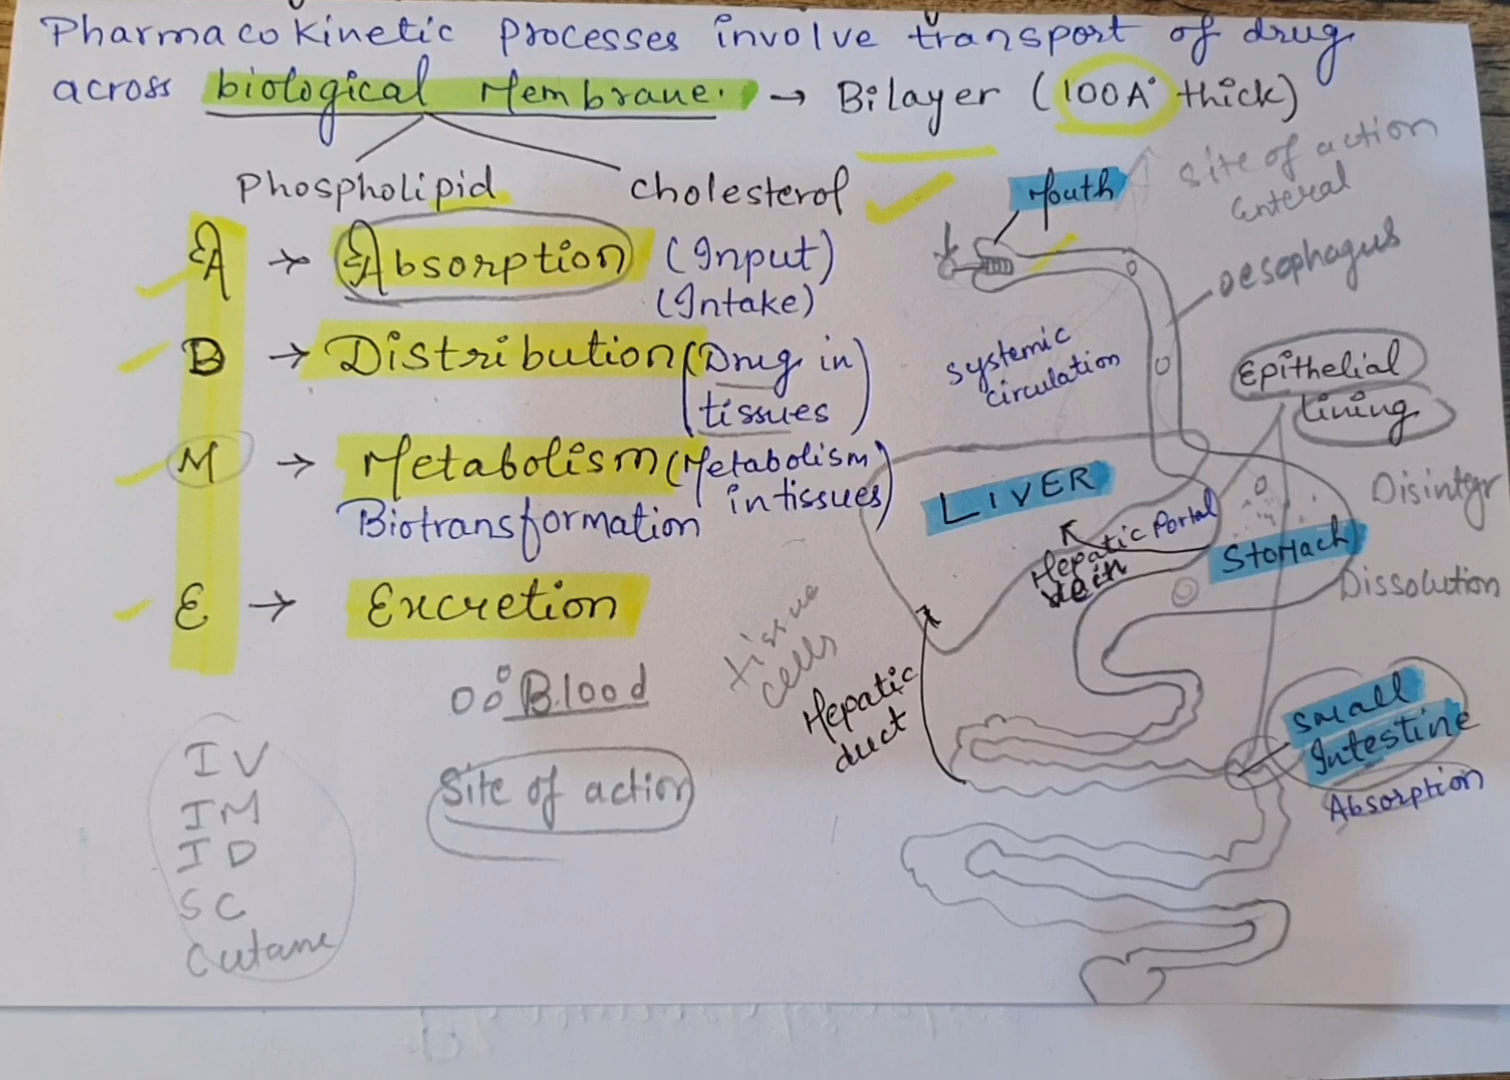 Pharmacokinetic processes involve transport of drug
across biological Membrane. → Bilayer (100A° thick)
Phospholipid
cholesterol
A → Absorption (Input)
(Intake)
D → Distribution (Drug in
tissues)
M → Metabolism (Metabolism
in tissues)
Biotransformation
E → Excretion
Blood
Site of action
IV
IM
ID
SC
Cutane
Mouth
site of action
enteral
oesophagus
systemic
circulation
Epithelial
lining
LIVER
Disintegr
Hepatic Portal
vein
Stomach
Dissolution
tissue
cells
Hepatic
duct
Small
Intestine
Absorption